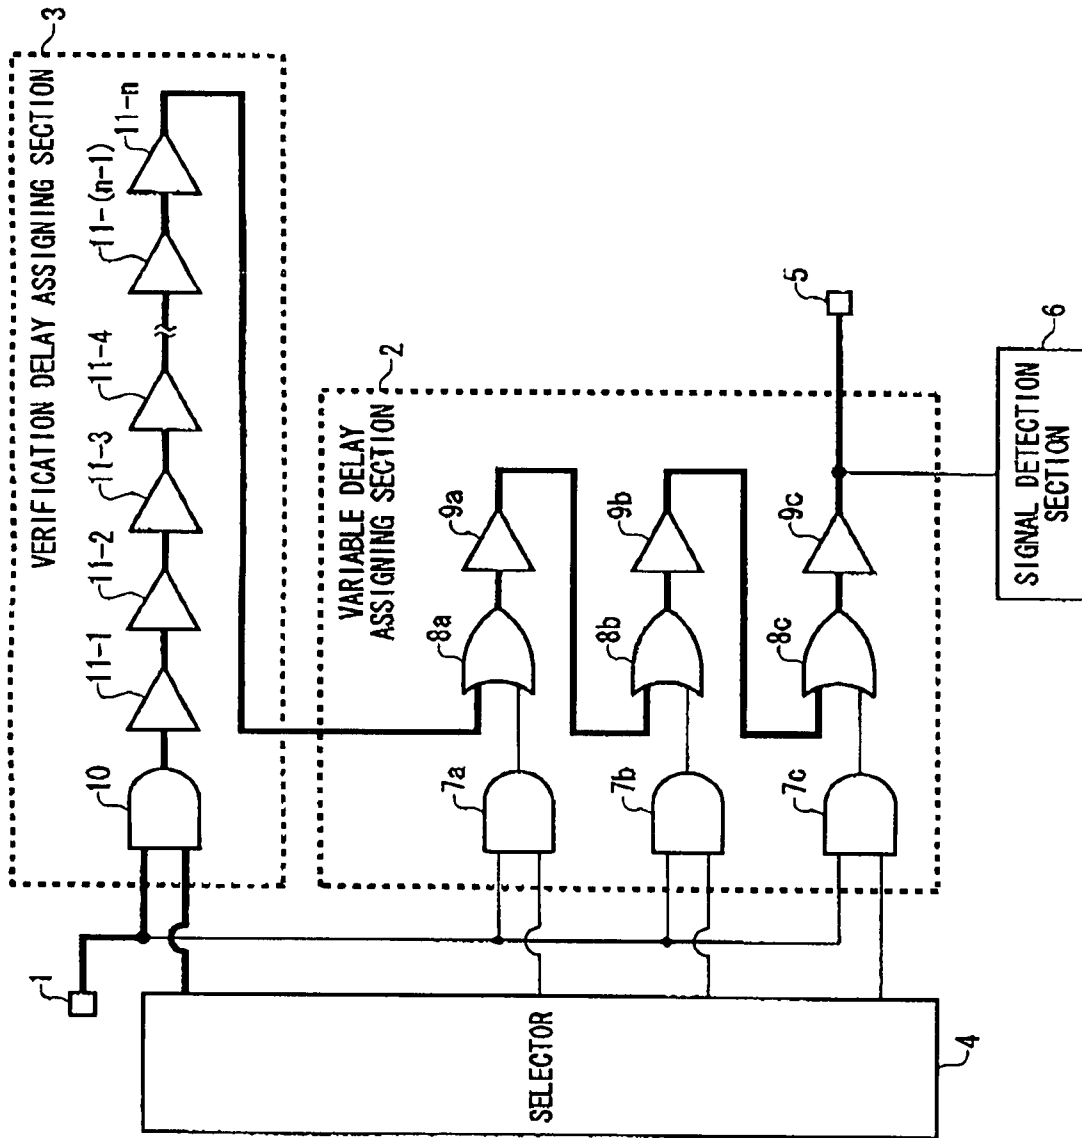 3
VERIFICATION DELAY ASSIGNING SECTION
10
11-1
11-2
11-3
11-4
11-(n-1)
11-n
1
2
VARIABLE DELAY
ASSIGNING SECTION
7a
8a
9a
7b
8b
9b
7c
8c
9c
5
SELECTOR
4
SIGNAL DETECTION
SECTION
6